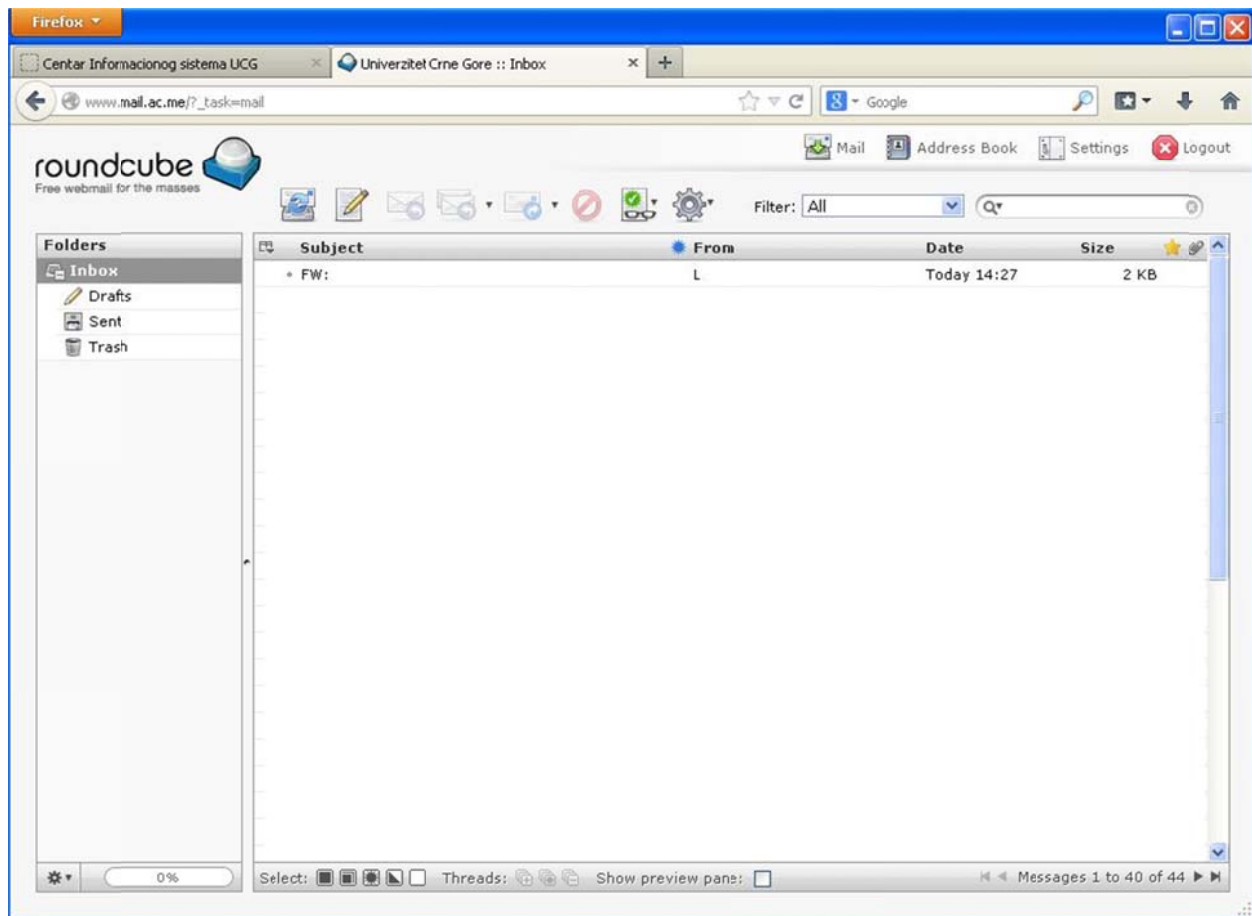 Firefox
Centar Informacionog sistema UCG
Univerzitet Crne Gore :: Inbox
www.mail.ac.me/?_task=mail
Google
roundcube
Free webmail for the masses
Mail Address Book Settings Logout
Filter: All
Folders
Inbox
Drafts
Sent
Trash
Subject From Date Size
FW: L Today 14:27 2 KB
0%
Select: Threads: Show preview pane: Messages 1 to 40 of 44